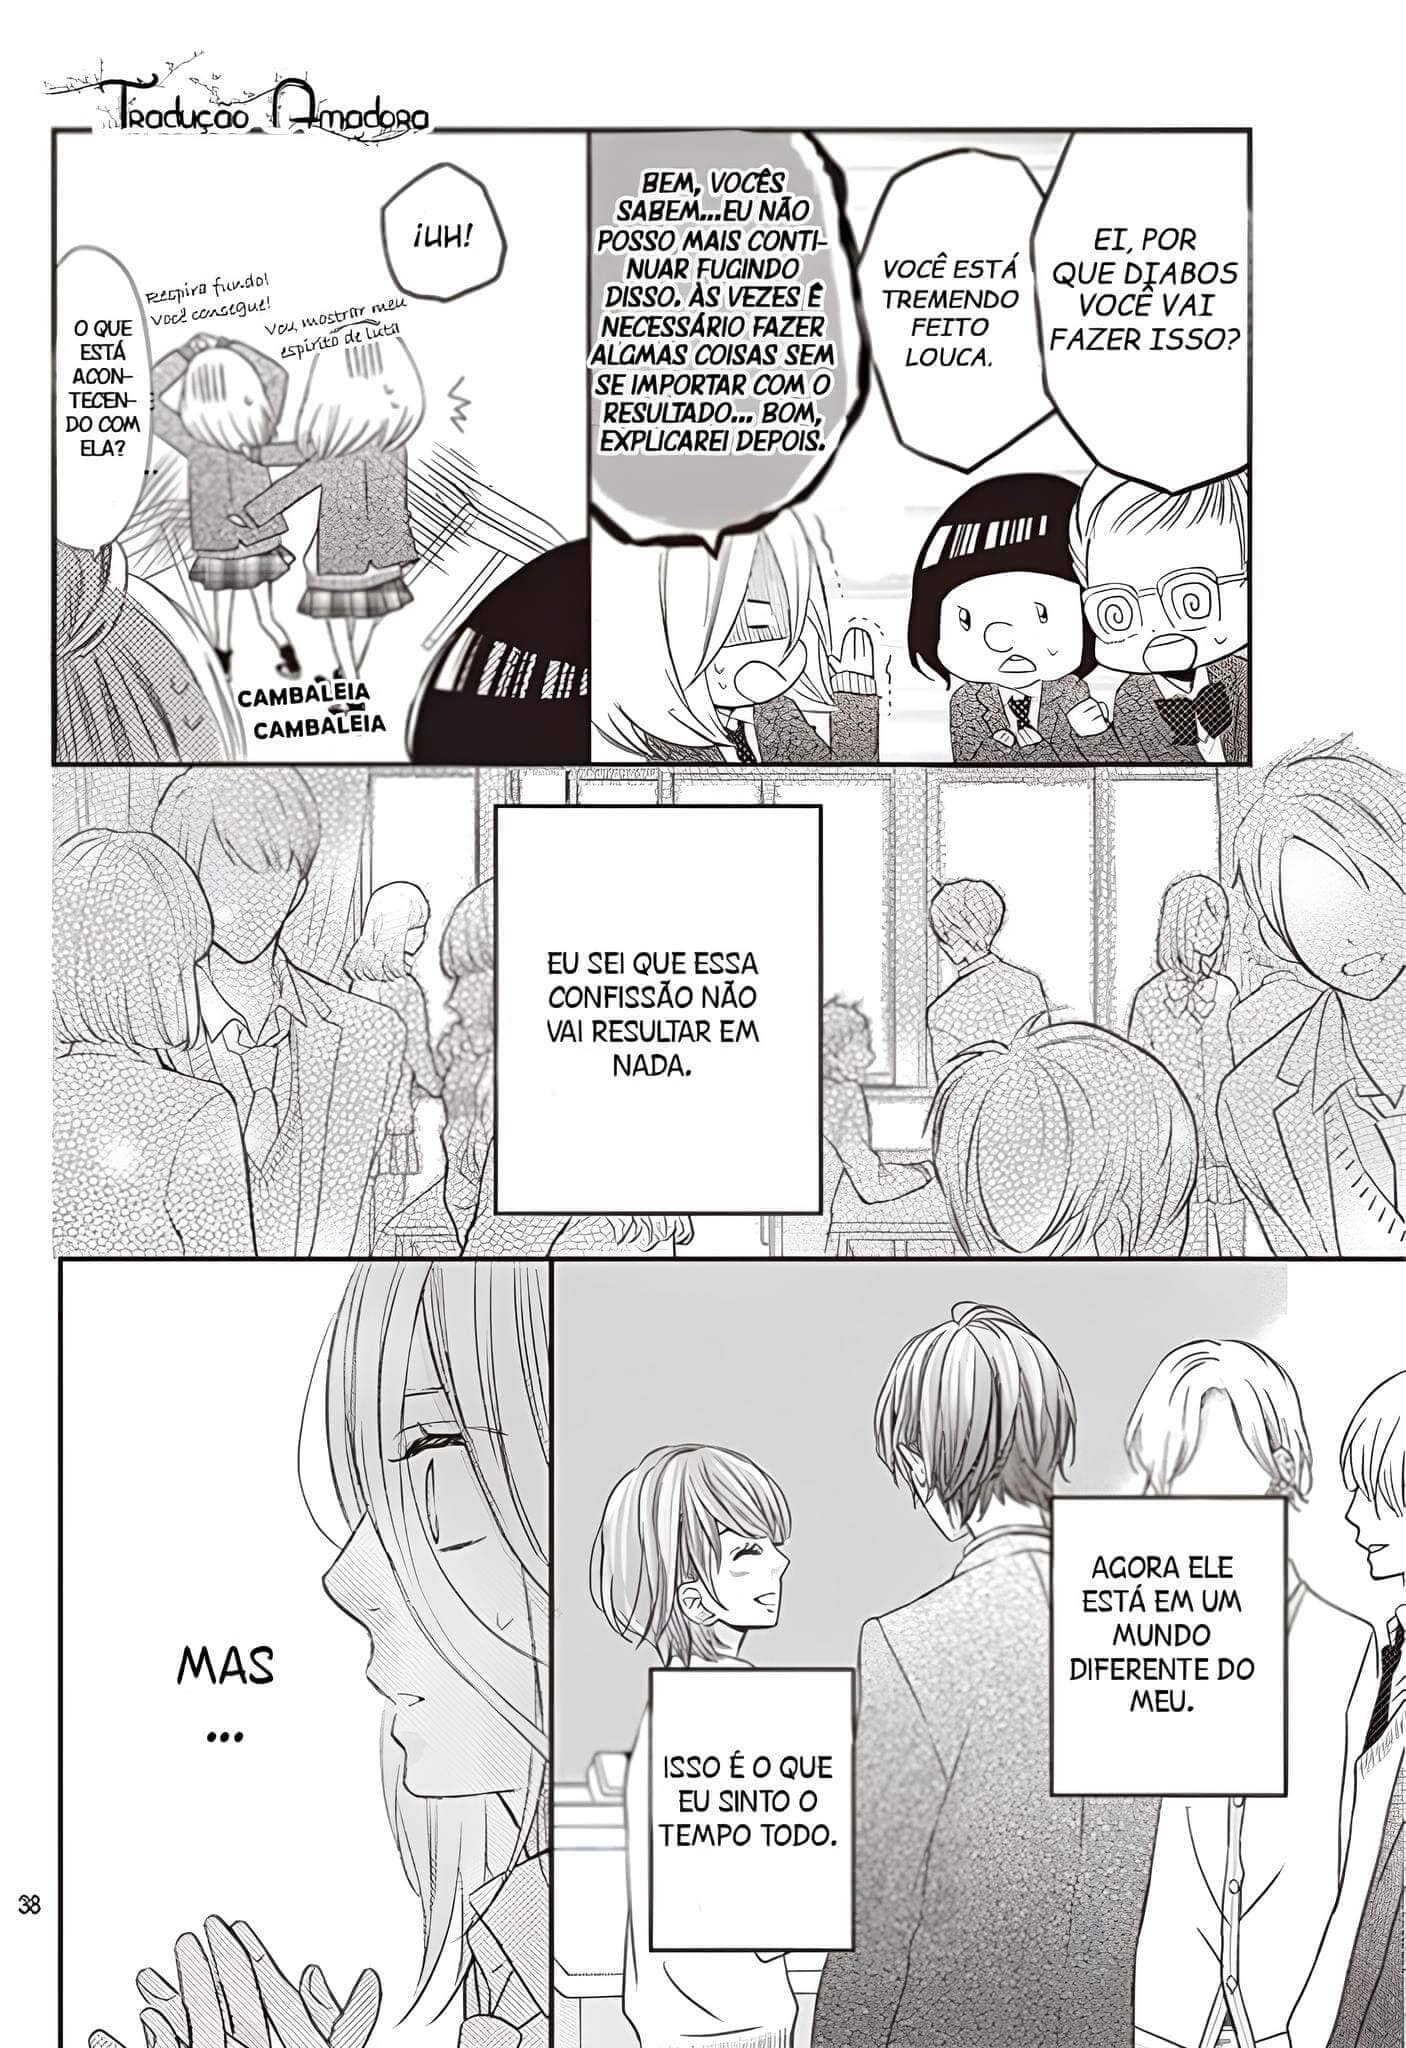 Tradução Amadora
EI, POR
QUE DIABOS
VOCÊ VAI
FAZER ISSO?
VOCÊ ESTÁ
TREMENDO
FEITO
LOUCA.
BEM, VOCÊS
SABEM...EU NÃO
POSSO MAIS CONTI-
NUAR FUGINDO
DISSO. ÀS VEZES É
NECESSÁRIO FAZER
ALGMAS COISAS SEM
SE IMPORTAR COM O
RESULTADO... BOM,
EXPLICAREI DEPOIS.
¡UH!
Respira fundo!
Você consegue!
Vou mostrar meu
espírito de luta
O QUE
ESTÁ
ACON-
TECEN-
DO COM
ELA?
CAMBALEIA
CAMBALEIA
EU SEI QUE ESSA
CONFISSÃO NÃO
VAI RESULTAR EM
NADA.
AGORA ELE
ESTÁ EM UM
MUNDO
DIFERENTE DO
MEU.
ISSO É O QUE
EU SINTO O
TEMPO TODO.
MAS
...
38